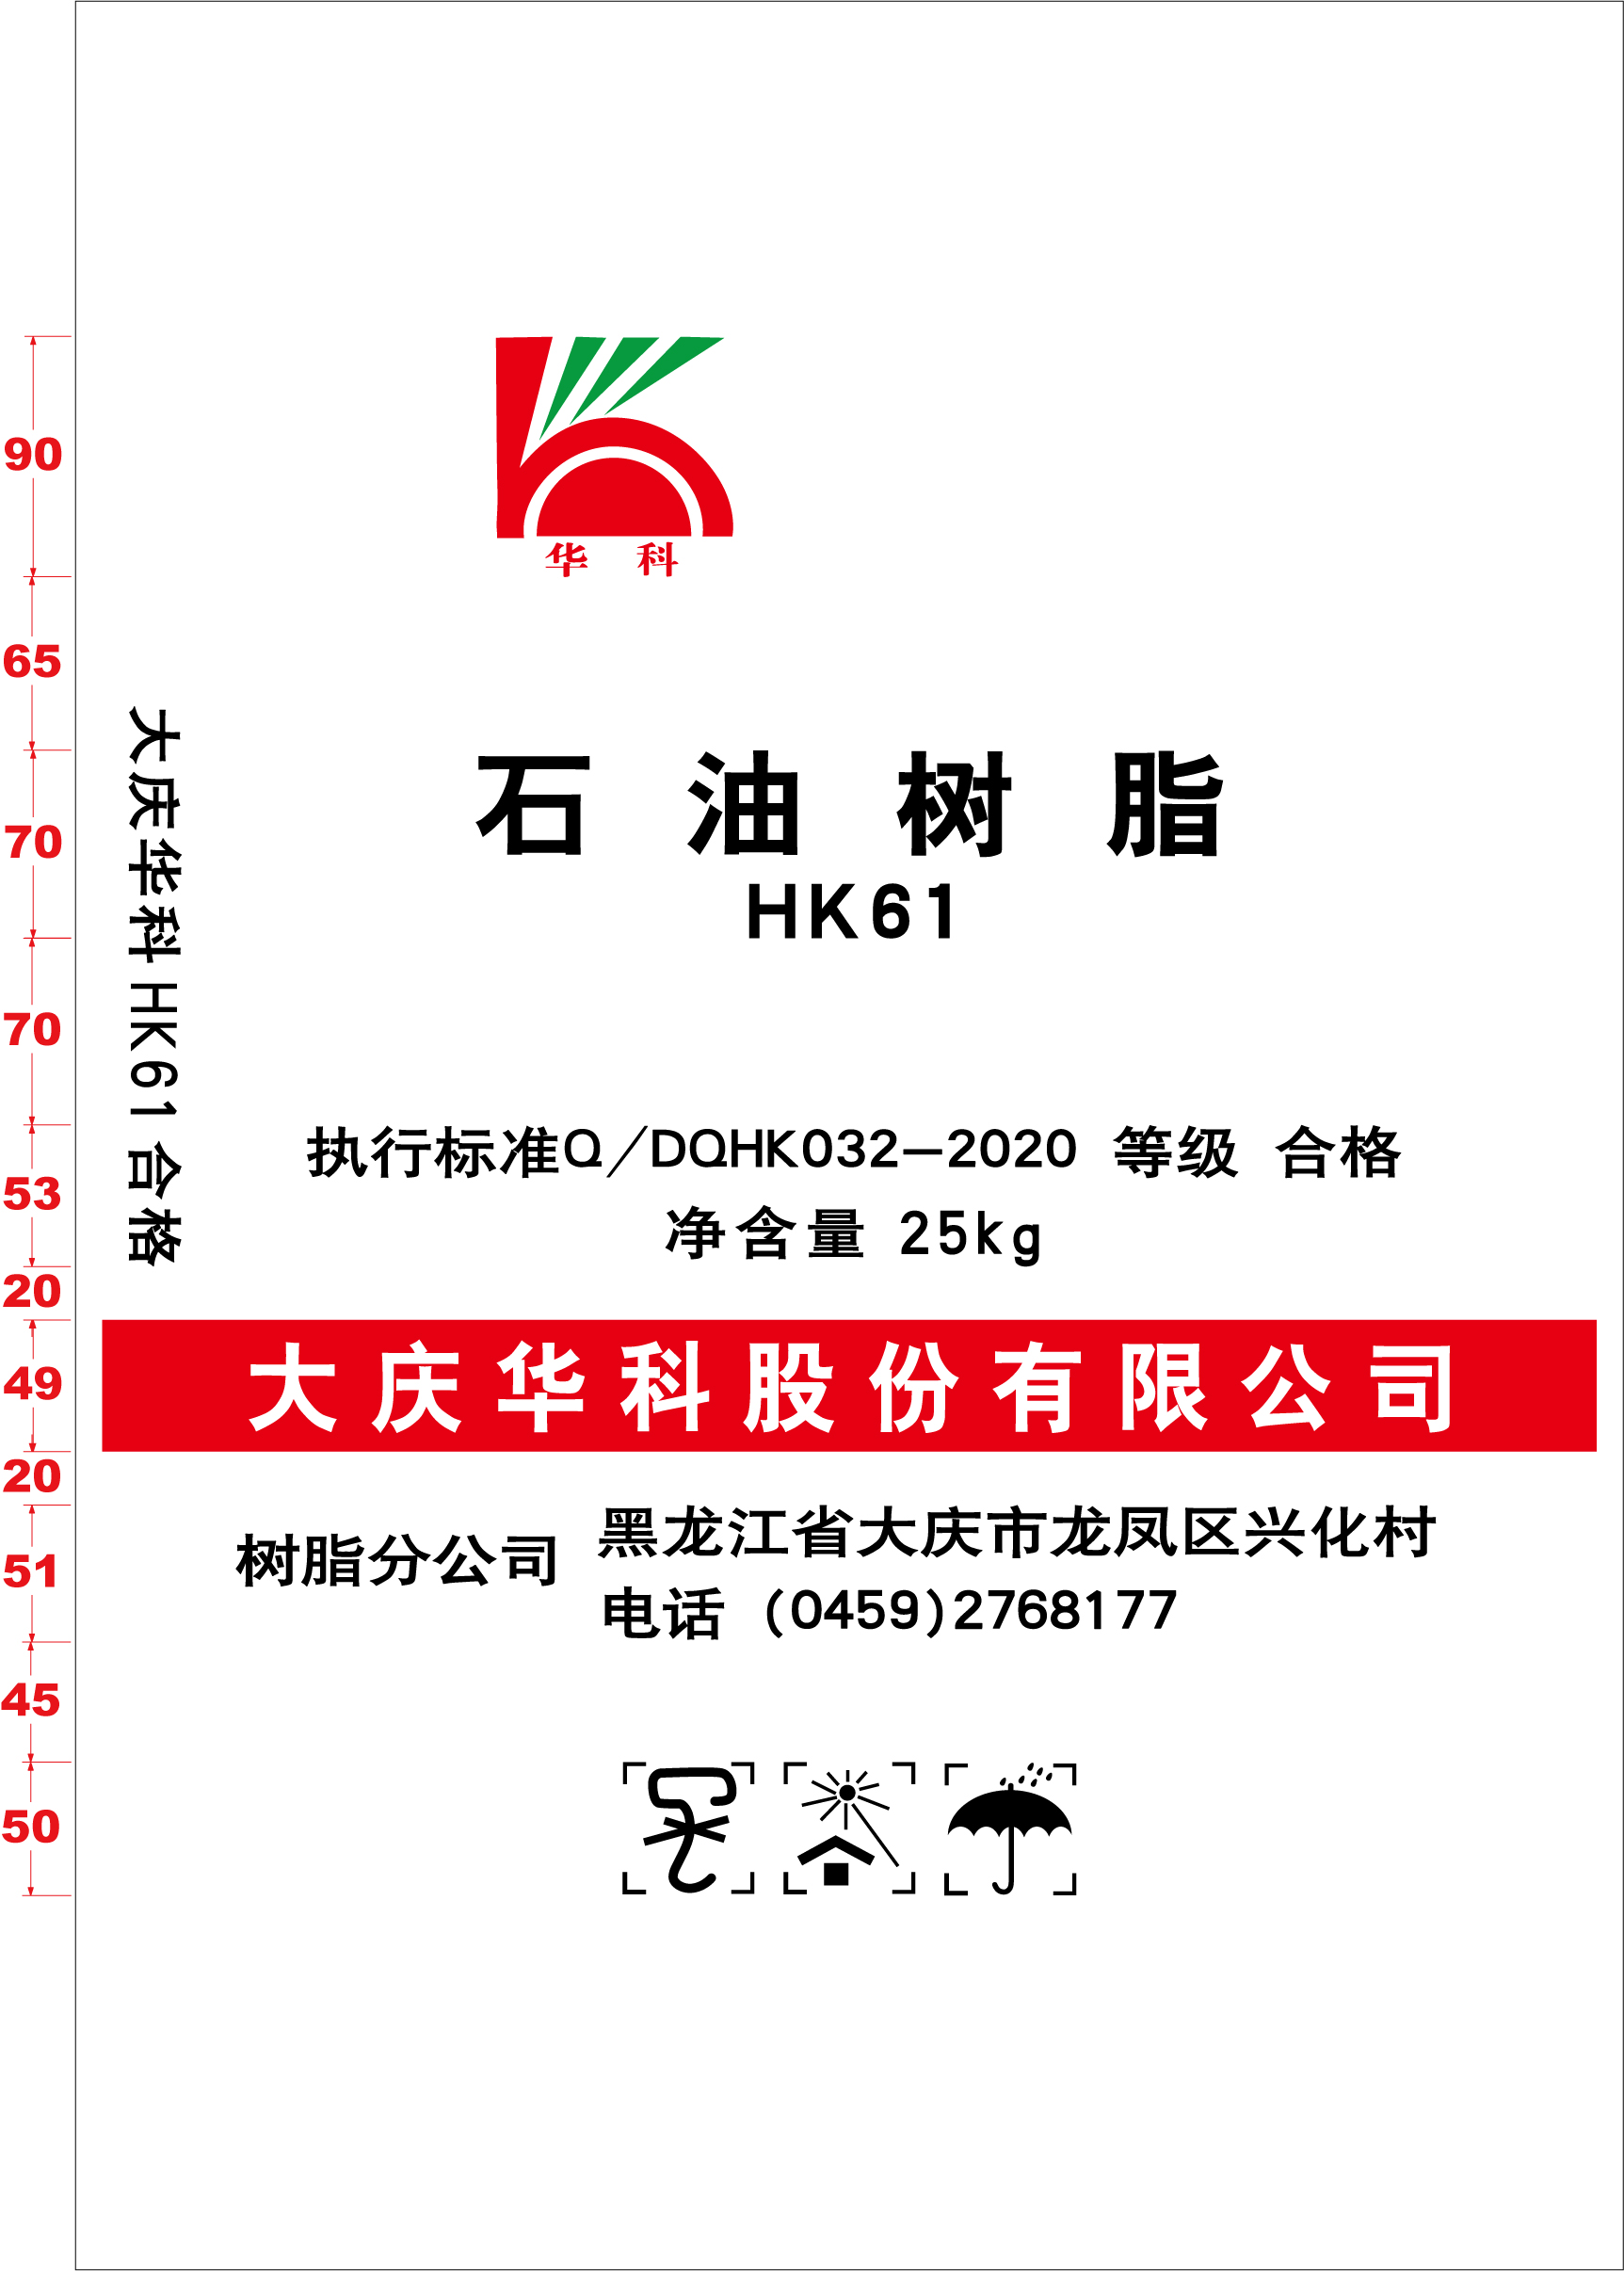 华科
石油树脂
HK61
大庆华科HK61 合格
执行标准Q/DQHK032—2020 等级 合格
净含量 25kg
大庆华科股份有限公司
树脂分公司
黑龙江省大庆市龙凤区兴化村
电话 (0459)2768177
90
65
70
70
53
20
49
20
51
45
50